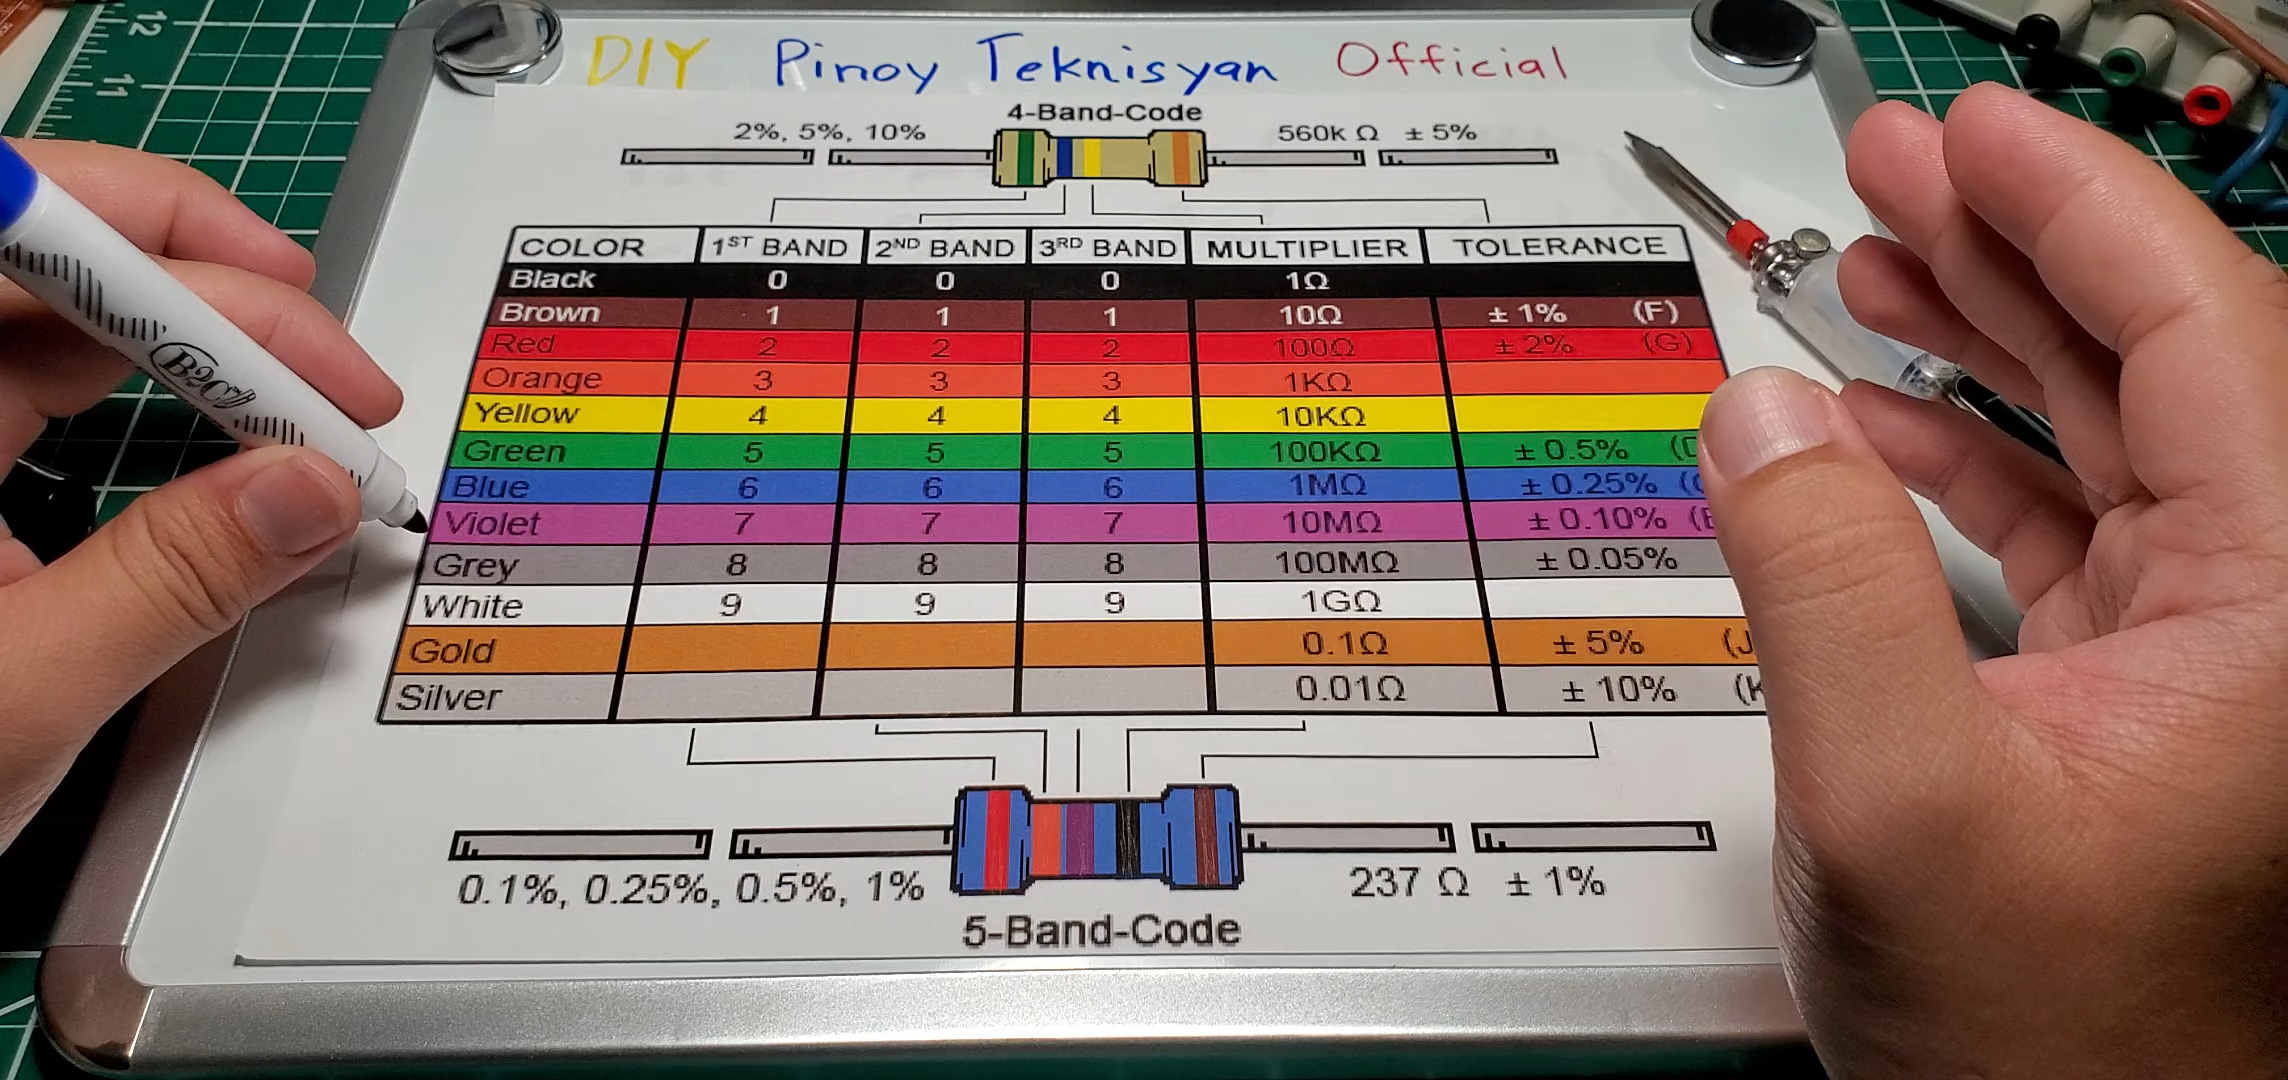 12
11
DIY Pinoy Teknisyan Official
4-Band-Code
2%, 5%, 10%
560k Ω ± 5%
COLOR 1ST BAND 2ND BAND 3RD BAND MULTIPLIER TOLERANCE
Black 0 0 0 1Ω
Brown 1 1 1 10Ω ± 1% (F)
Red 2 2 2 100Ω ± 2% (G)
Orange 3 3 3 1KΩ
Yellow 4 4 4 10KΩ
Green 5 5 5 100KΩ ± 0.5%
Blue 6 6 6 1MΩ ± 0.25%
Violet 7 7 7 10MΩ ± 0.10%
Grey 8 8 8 100MΩ ± 0.05%
White 9 9 9 1GΩ
Gold 0.1Ω ± 5% (J
Silver 0.01Ω ± 10% (K
0.1%, 0.25%, 0.5%, 1%
237 Ω ± 1%
5-Band-Code